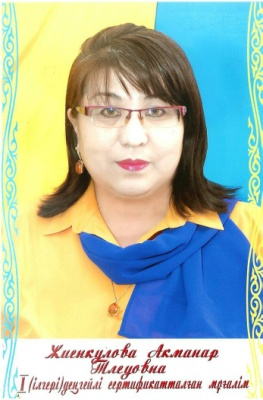 Жиенкулова Акманар
Тлеуовна
I (ілгері) деңгейлі сертификатталған мұғалім